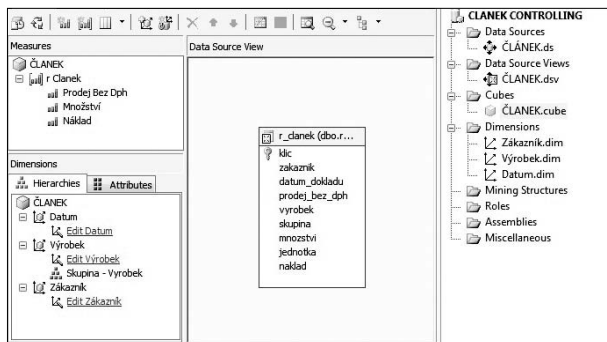 Measures
ČLANEK
r Clanek
Prodej Bez Dph
Množství
Náklad
Dimensions
Hierarchies
Attributes
ČLANEK
Datum
Edit Datum
Výrobek
Edit Výrobek
Skupina - Vyrobek
Zákazník
Edit Zákazník
Data Source View
r_clanek (dbo.r...
klic
zakaznik
datum_dokladu
prodej_bez_dph
vyrobek
skupina
mnozstvi
jednotka
naklad
CLANEK CONTROLLING
Data Sources
ČLÁNEK.ds
Data Source Views
ČLANEK.dsv
Cubes
ČLANEK.cube
Dimensions
Zákazník.dim
Výrobek.dim
Datum.dim
Mining Structures
Roles
Assemblies
Miscellaneous